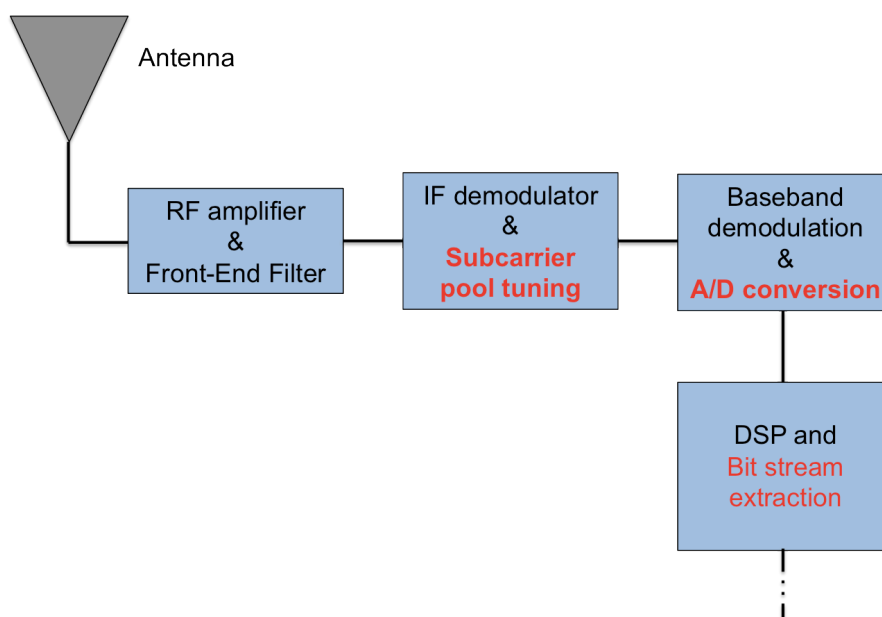 Antenna
RF amplifier
&
Front-End Filter
IF demodulator
&
Subcarrier
pool tuning
Baseband
demodulation
&
A/D conversion
DSP and
Bit stream
extraction